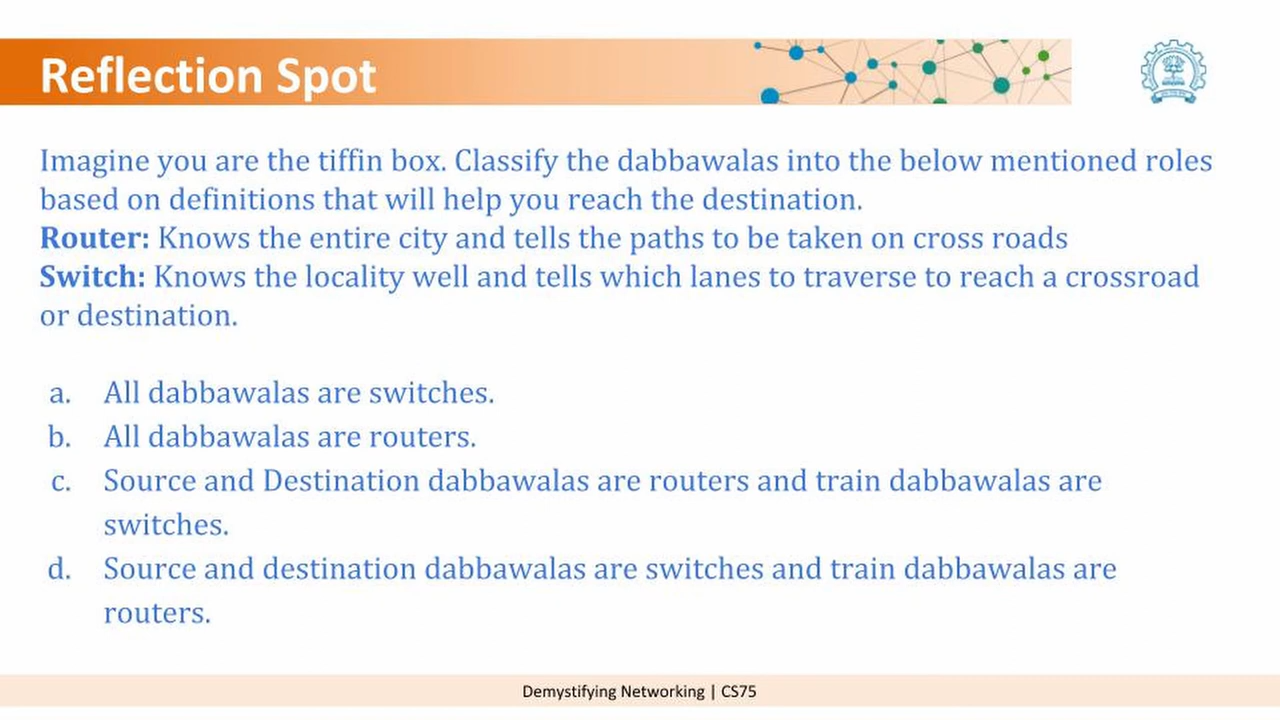 Reflection Spot
Imagine you are the tiffin box. Classify the dabbawalas into the below mentioned roles
based on definitions that will help you reach the destination.
Router: Knows the entire city and tells the paths to be taken on cross roads
Switch: Knows the locality well and tells which lanes to traverse to reach a crossroad
or destination.
a. All dabbawalas are switches.
b. All dabbawalas are routers.
c. Source and Destination dabbawalas are routers and train dabbawalas are
switches.
d. Source and destination dabbawalas are switches and train dabbawalas are
routers.
Demystifying Networking | CS75